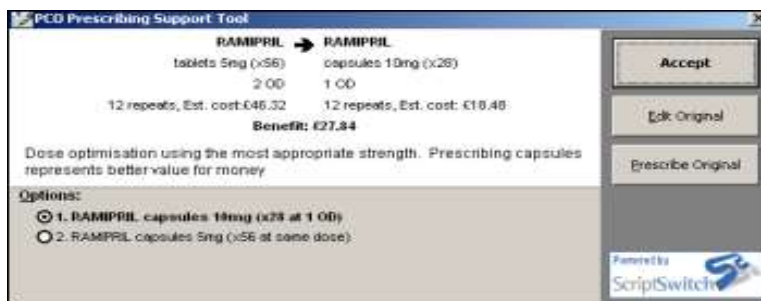 PCD Prescribing Support Tool
RAMIPRIL → RAMIPRIL
tablets 5mg (x56) capsules 10mg (x28)
2 OD 1 OD
12 repeats, Est. cost:£46.32 12 repeats, Est. cost: £18.48
Benefit: £27.84
Dose optimisation using the most appropriate strength. Prescribing capsules
represents better value for money
Options:
1. RAMIPRIL capsules 10mg (x28 at 1 OD)
2. RAMIPRIL capsules 5mg (x56 at same dose)
Accept
Edit Original
Prescribe Original
Powered by
ScriptSwitch